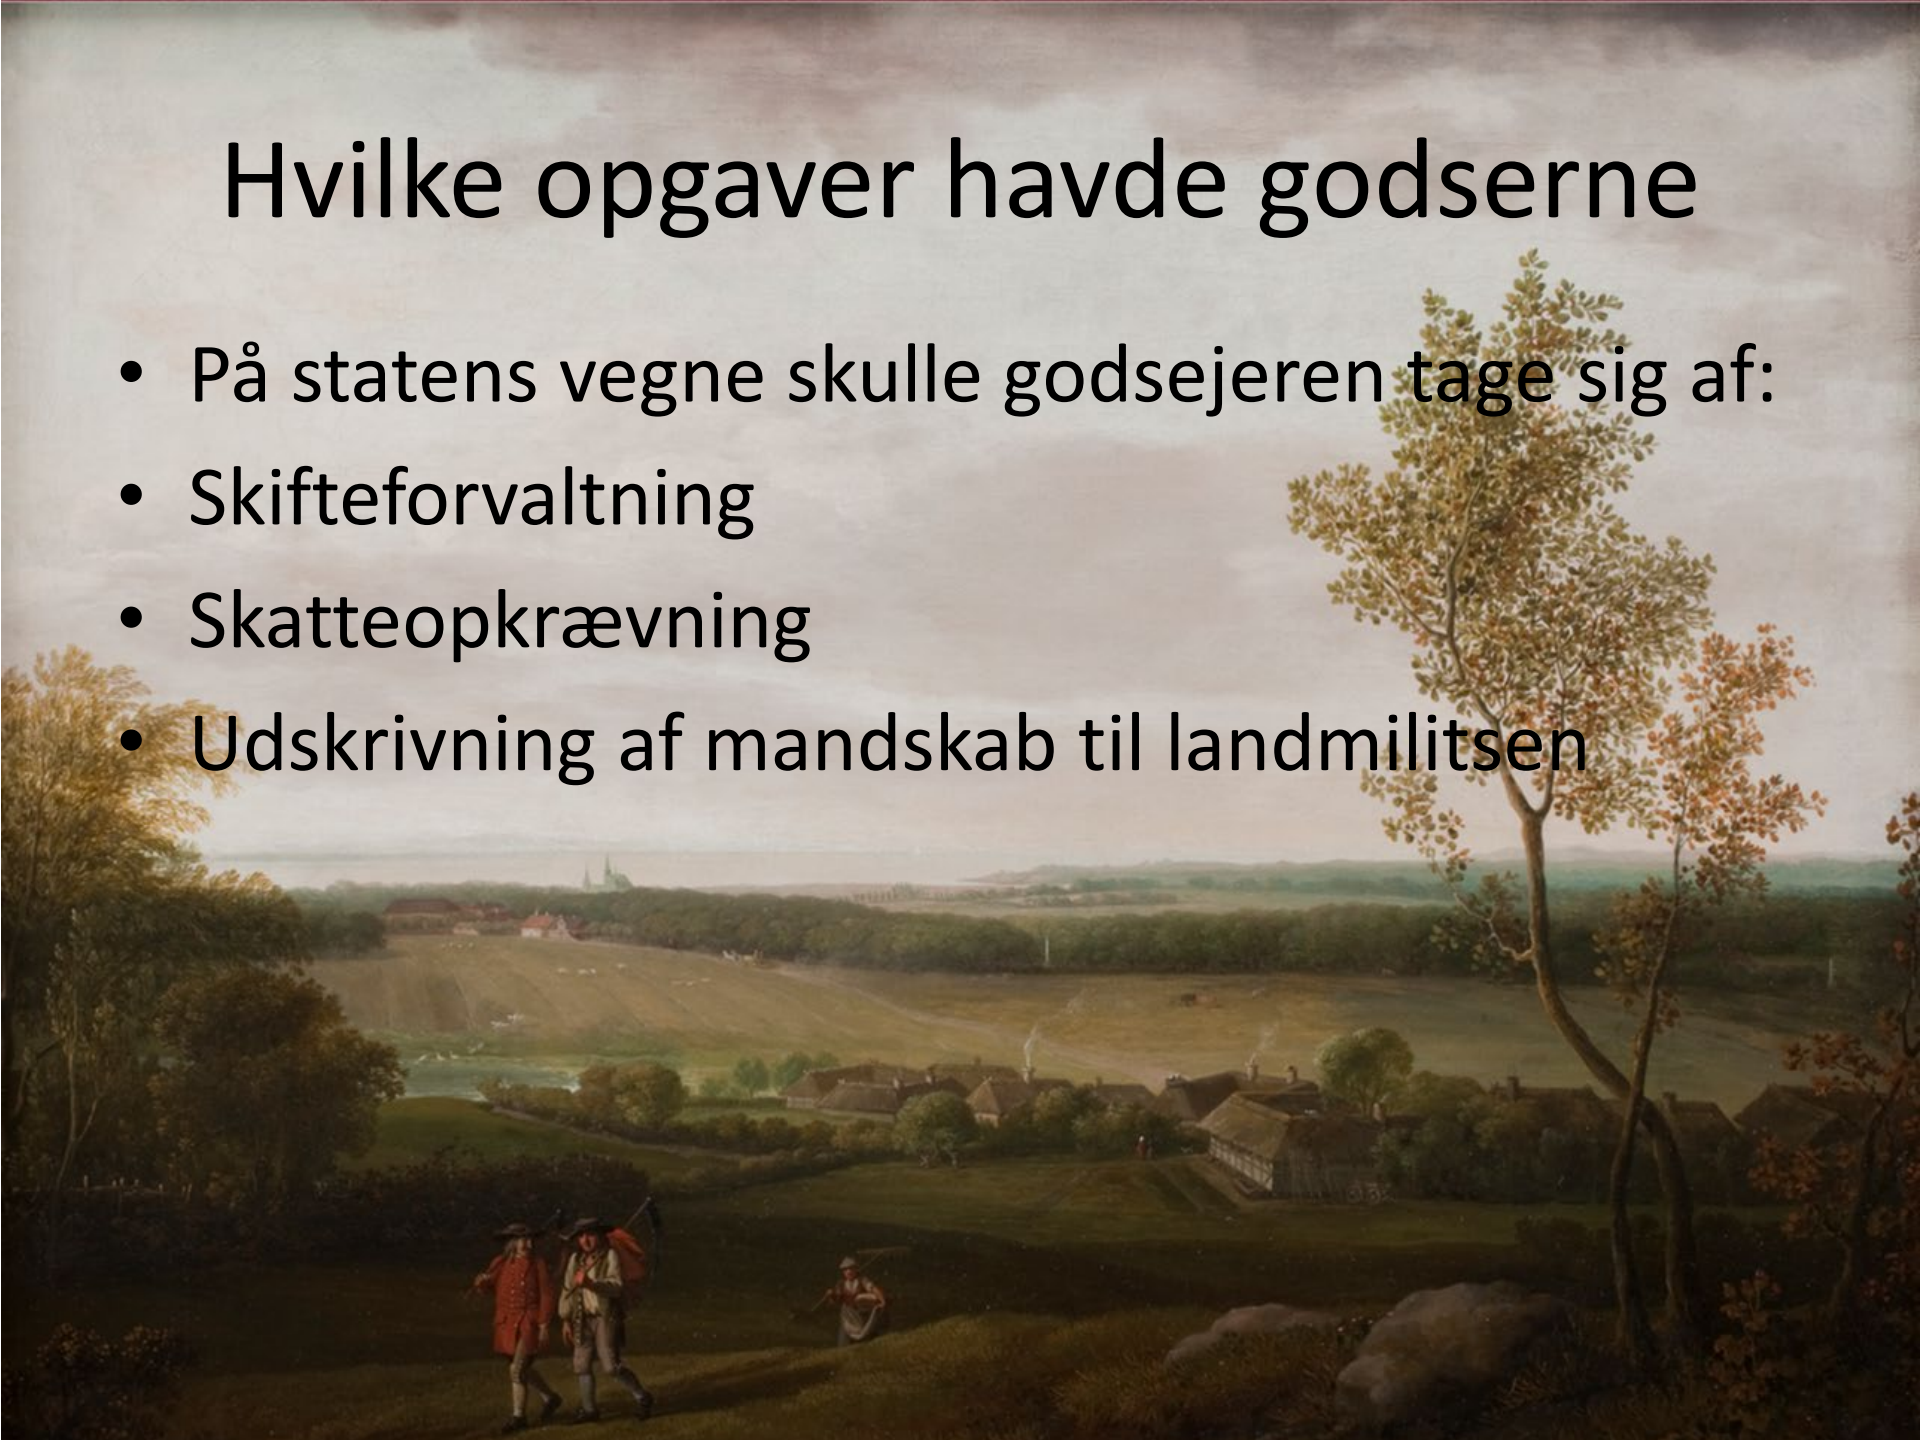 Hvilke opgaver havde godserne
• På statens vegne skulle godsejeren tage sig af:
• Skifteforvaltning
• Skatteopkrævning
• Udskrivning af mandskab til landmilitsen